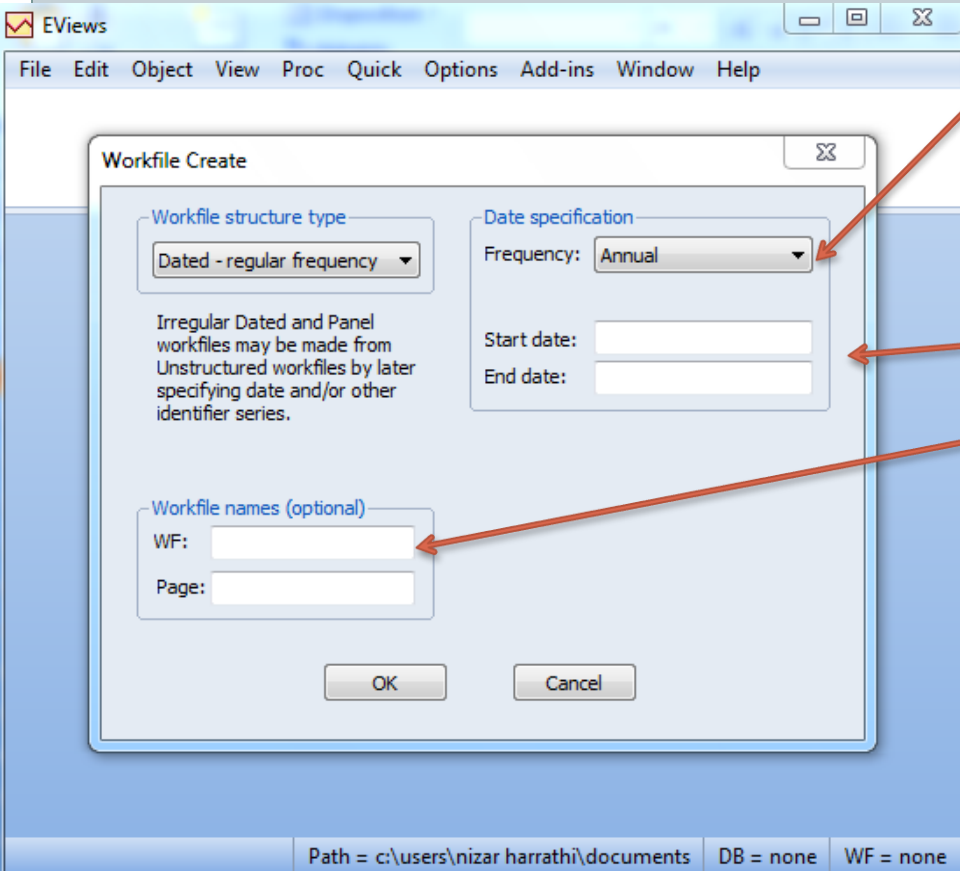 EViews
File Edit Object View Proc Quick Options Add-ins Window Help
Workfile Create
Workfile structure type
Dated - regular frequency
Irregular Dated and Panel
workfiles may be made from
Unstructured workfiles by later
specifying date and/or other
identifier series.
Date specification
Frequency: Annual
Start date:
End date:
Workfile names (optional)
WF:
Page:
OK Cancel
Path = c:\users\nizar harrathi\documents DB = none WF = none